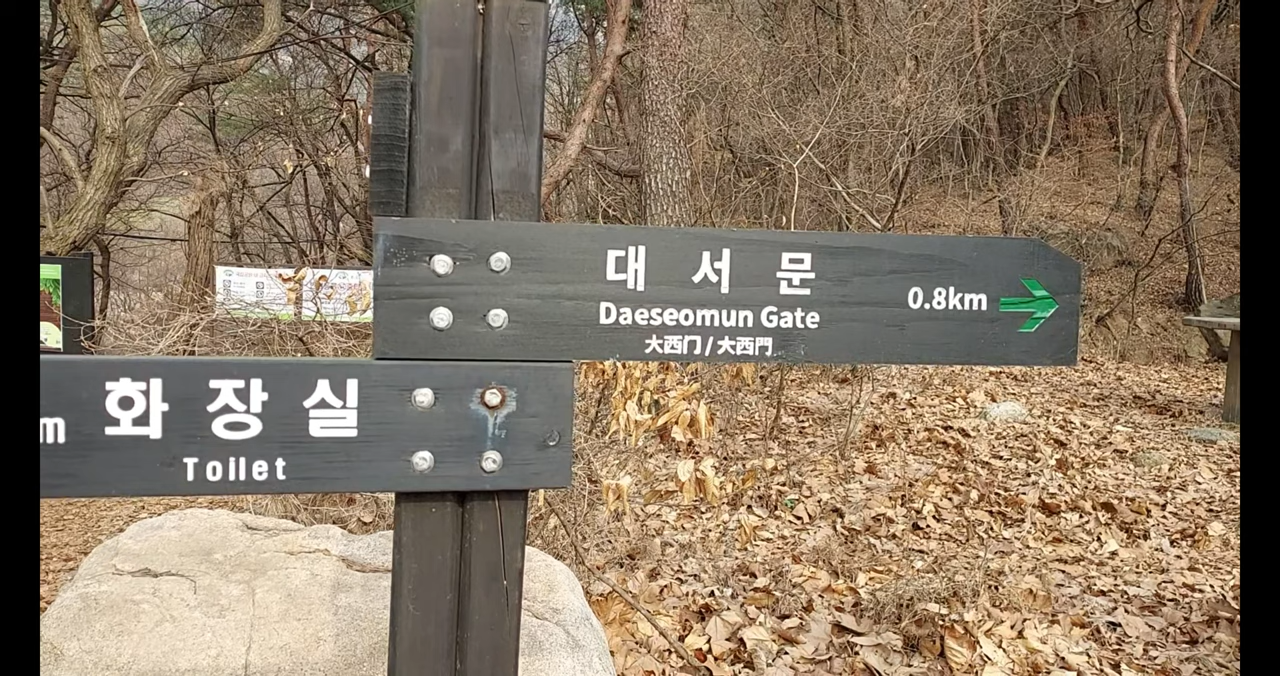 대서문
Daeseomun Gate
大西门 / 大西門
0.8km
m
화장실
Toilet